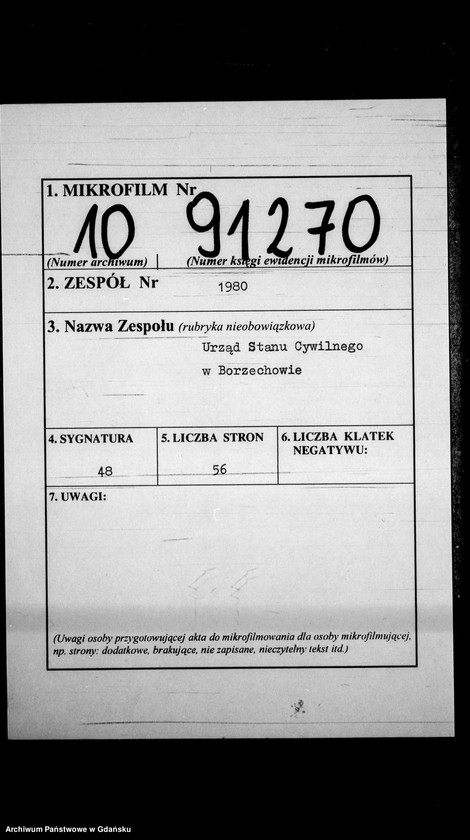 1. MIKROFILM Nr
10 91270
(Numer archiwum) (Numer księgi ewidencji mikrofilmów)
2. ZESPÓŁ Nr 1980
3. Nazwa Zespołu (rubryka nieobowiązkowa)
Urząd Stanu Cywilnego
w Borzechowie
4. SYGNATURA 5. LICZBA STRON 6. LICZBA KLATEK
NEGATYWU:
48 56
7. UWAGI:
(Uwagi osoby przygotowującej akta do mikrofilmowania dla osoby mikrofilmującej,
np. strony: dodatkowe, brakujące, nie zapisane, nieczytelny tekst itd.)
Archiwum Państwowe w Gdańsku